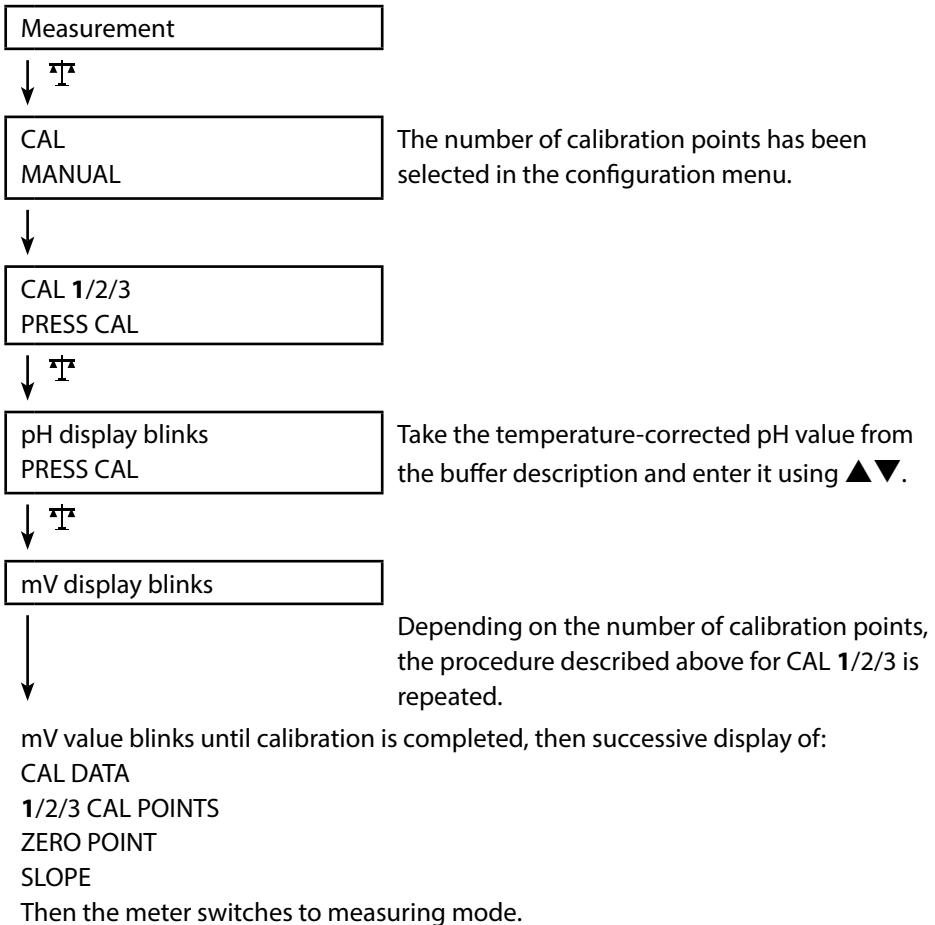 Measurement
CAL
MANUAL
The number of calibration points has been
selected in the configuration menu.
CAL 1/2/3
PRESS CAL
pH display blinks
PRESS CAL
Take the temperature-corrected pH value from
the buffer description and enter it using ▲▼.
mV display blinks
Depending on the number of calibration points,
the procedure described above for CAL 1/2/3 is
repeated.
mV value blinks until calibration is completed, then successive display of:
CAL DATA
1/2/3 CAL POINTS
ZERO POINT
SLOPE
Then the meter switches to measuring mode.